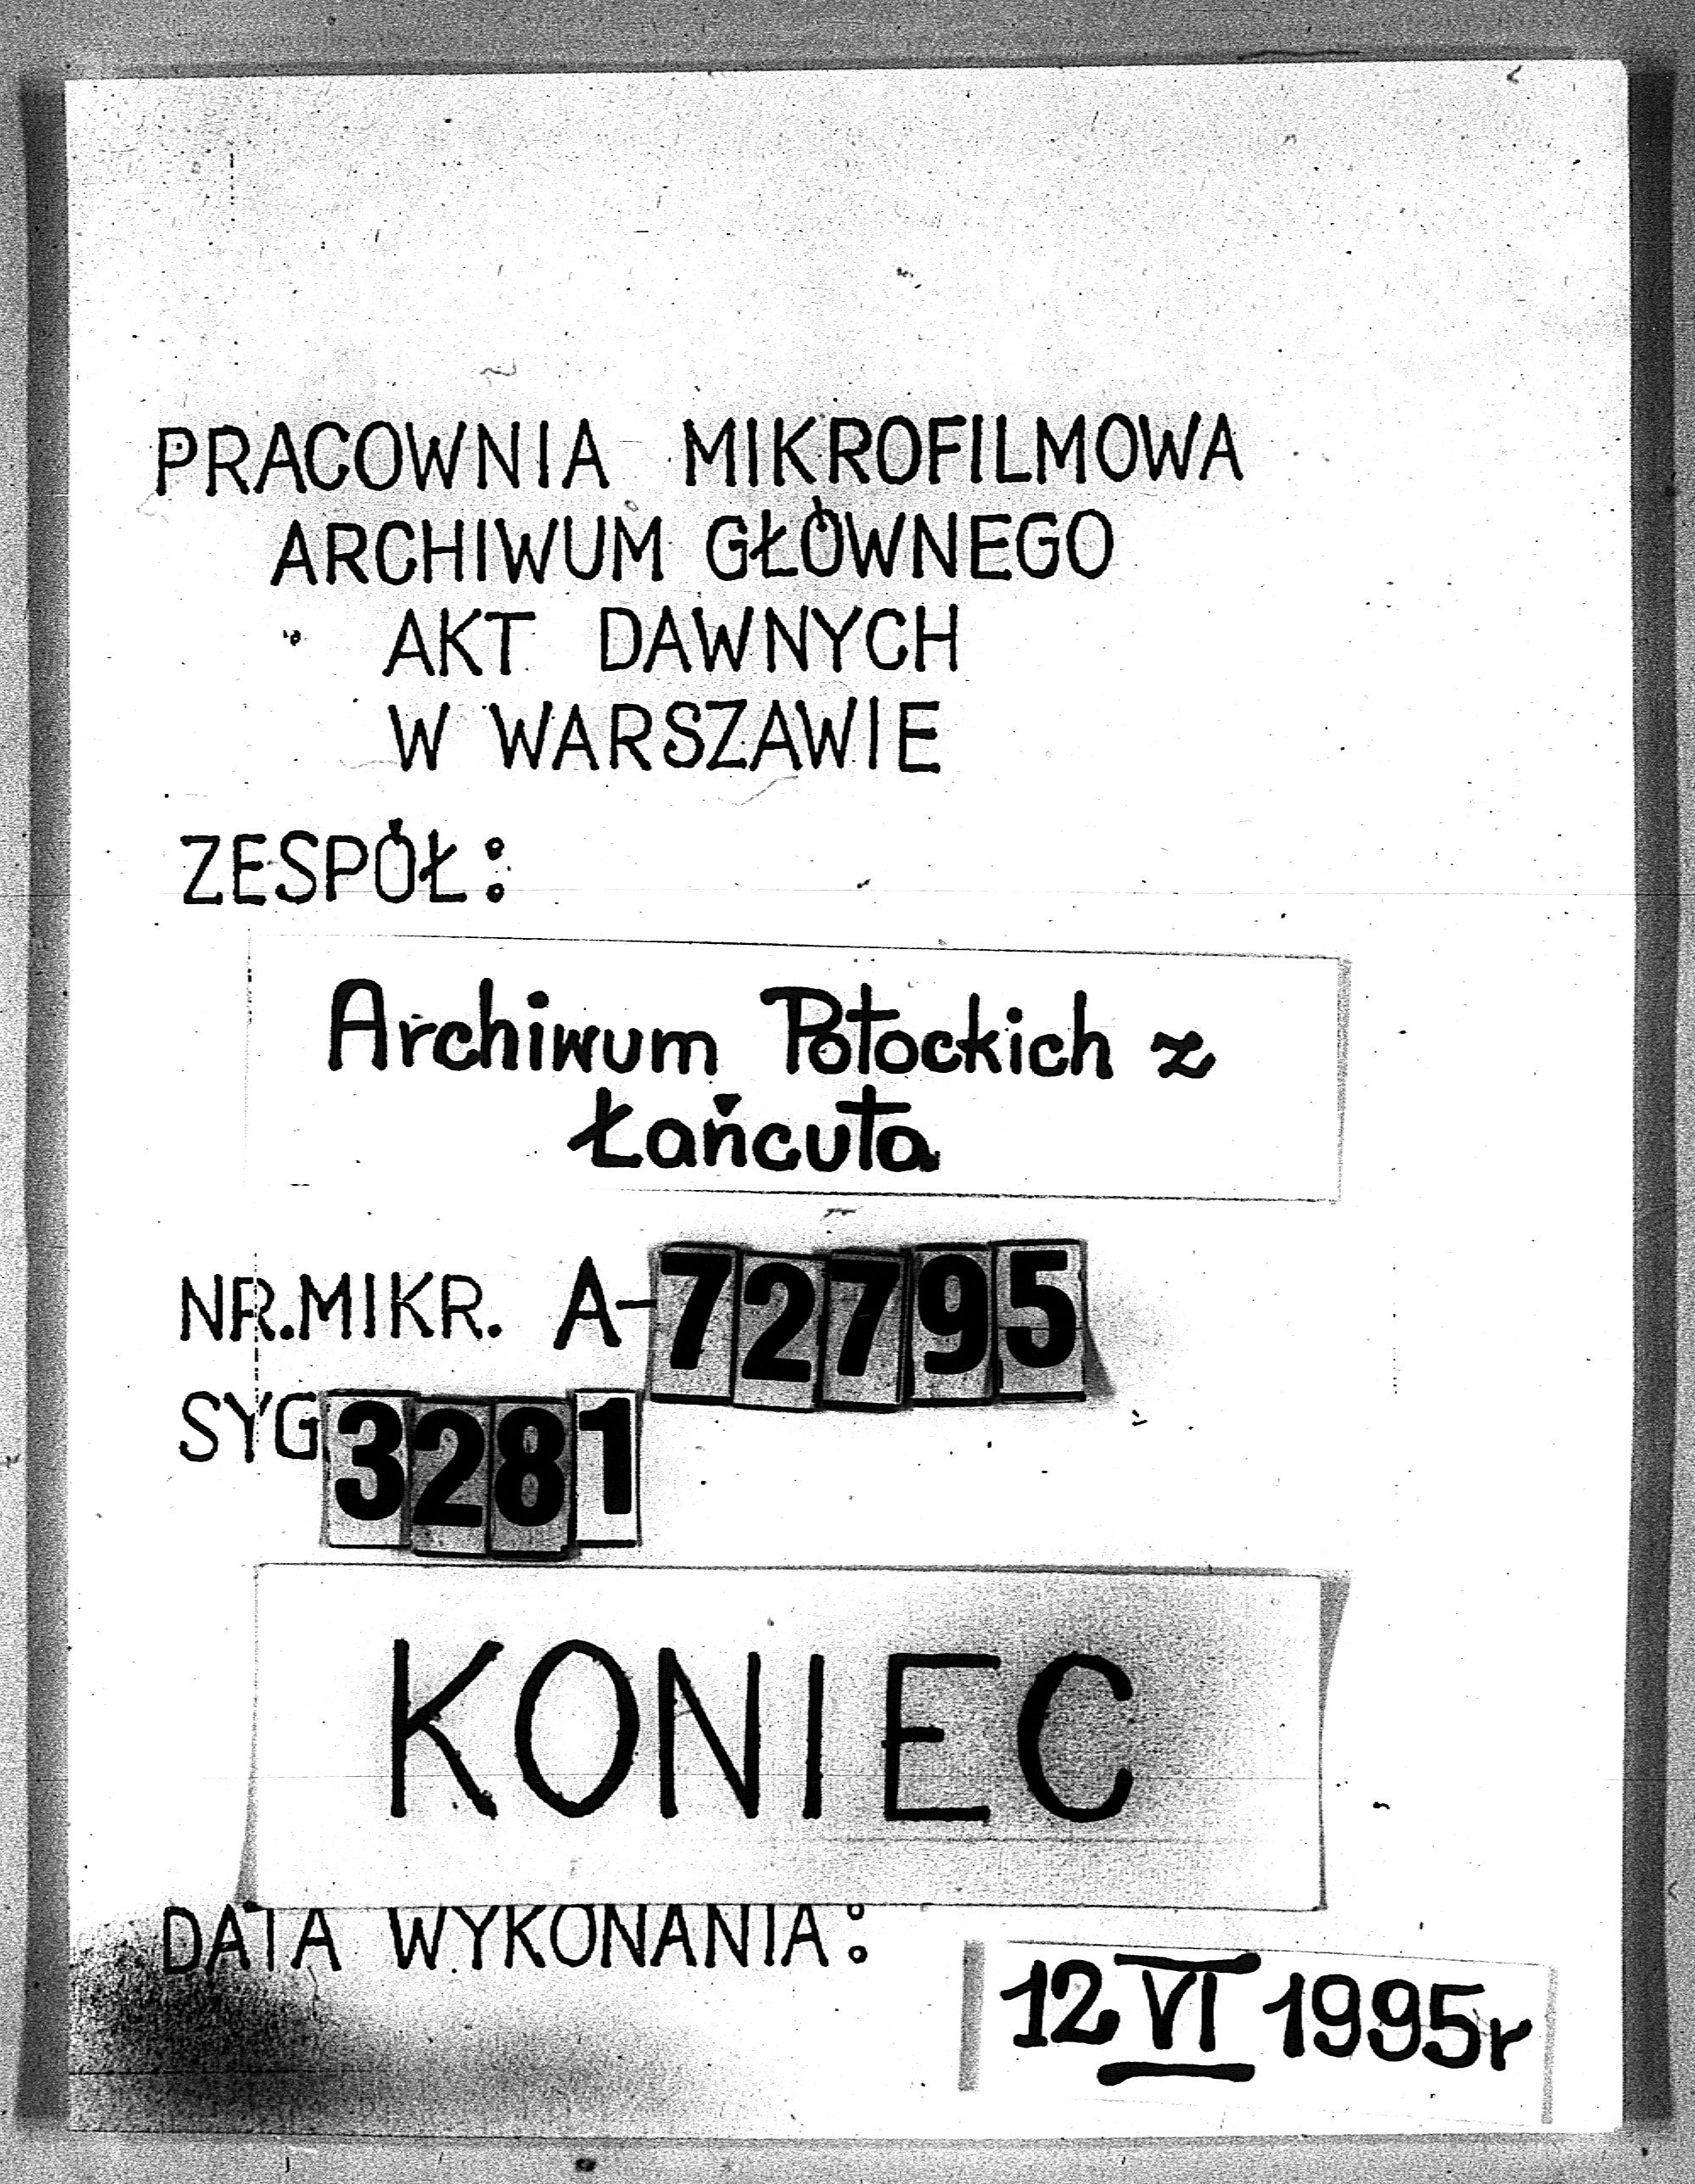 PRACOWNIA MIKROFILMOWA
ARCHIWUM GŁÓWNEGO
AKT DAWNYCH
W WARSZAWIE
ZESPÓŁ:
Archiwum Potockich z
Łańcuta
NR.MIKR. A-72795
SYG 3281
KONIEC
DATA WYKONANIA:
12 VI 1995r